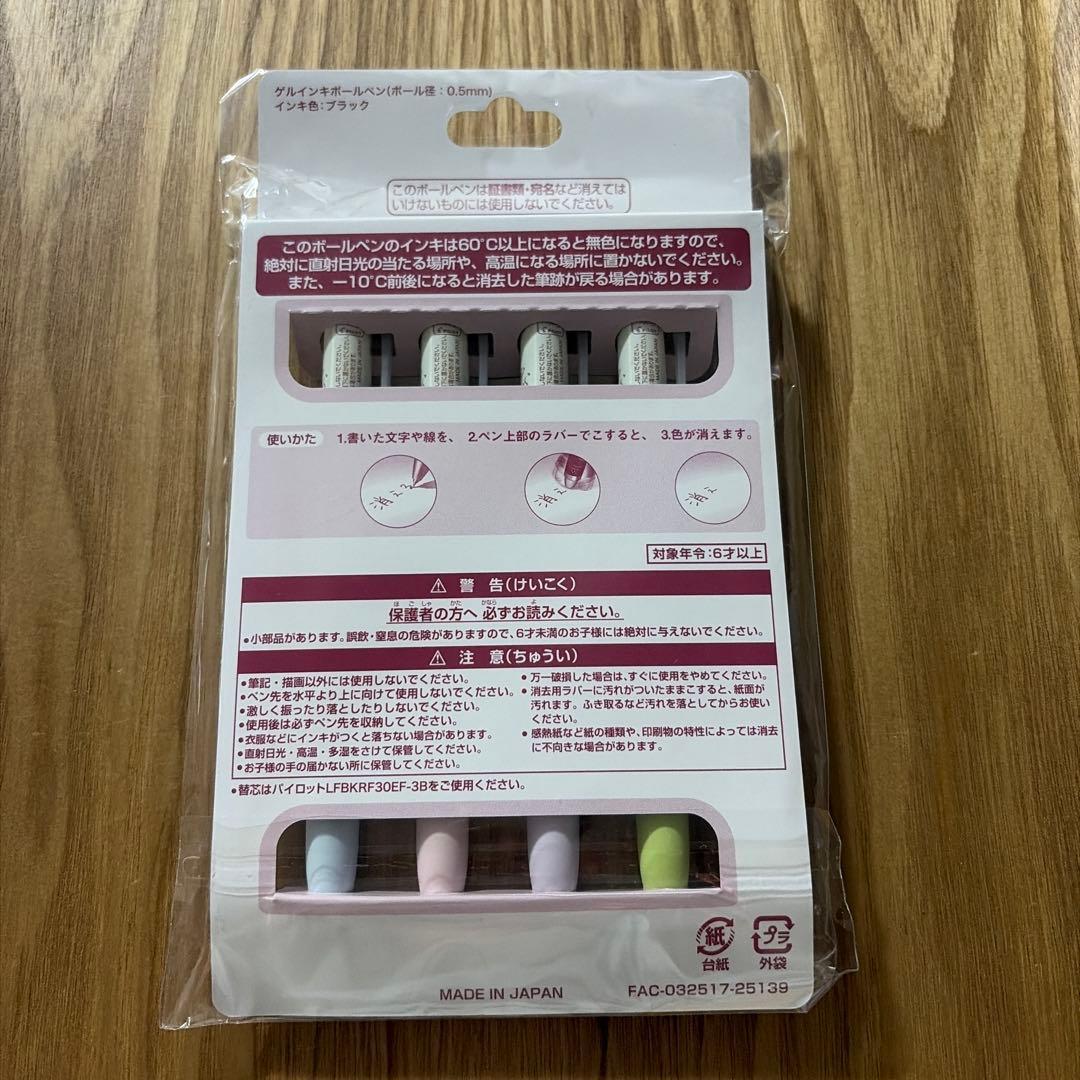 ゲルインキボールペン(ボール径：0.5mm)
インキ色：ブラック
このボールペンは証書類・宛名など消えては
いけないものには使用しないでください。
このボールペンのインキは60°C以上になると無色になりますので、
絶対に直射日光の当たる場所や、高温になる場所に置かないでください。
また、ー10°C前後になると消去した筆跡が戻る場合があります。
使いかた
1.書いた文字や線を、 2.ペン上部のラバーでこすると、 3.色が消えます。
消える
消え
消え
対象年令：6才以上
⚠ 警 告(けいこく)
保護者の方へ 必ずお読みください。
●小部品があります。誤飲・窒息の危険がありますので、6才未満のお子様には絶対に与えないでください。
⚠ 注 意(ちゅうい)
●筆記・描画以外には使用しないでください。
●ペン先を水平より上に向けて使用しないでください。
●激しく振ったり落としたりしないでください。
●使用後は必ずペン先を収納してください。
●衣服などにインキがつくと落ちない場合があります。
●直射日光・高温・多湿をさけて保管してください。
●お子様の手の届かない所に保管してください。
●万一破損した場合は、すぐに使用をやめてください。
●消去用ラバーに汚れがついたままこすると、紙面が
汚れます。ふき取るなど汚れを落としてからお使い
ください。
●感熱紙など紙の種類や、印刷物の特性によっては消去
に不向きな場合があります。
●替芯はパイロットLFBKRF30EF-3Bをご使用ください。
紙
台紙
プラ
外袋
MADE IN JAPAN
FAC-032517-25139